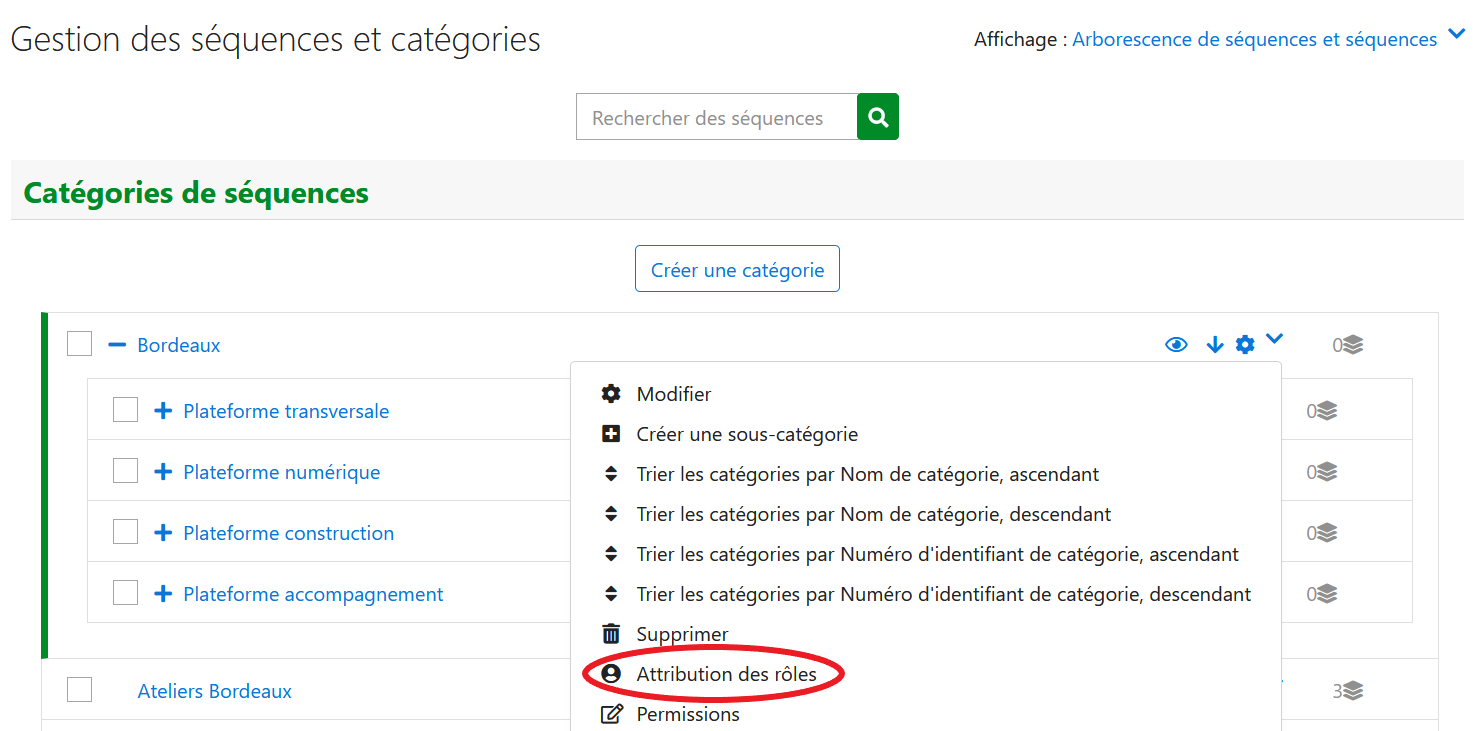 Gestion des séquences et catégories
Affichage : Arborescence de séquences et séquences
Rechercher des séquences
Catégories de séquences
Créer une catégorie
Bordeaux
0
Modifier
Plateforme transversale
0
Créer une sous-catégorie
Plateforme numérique
Trier les catégories par Nom de catégorie, ascendant
0
Trier les catégories par Nom de catégorie, descendant
Plateforme construction
0
Trier les catégories par Numéro d'identifiant de catégorie, ascendant
Plateforme accompagnement
Trier les catégories par Numéro d'identifiant de catégorie, descendant
0
Supprimer
Attribution des rôles
Ateliers Bordeaux
3
Permissions